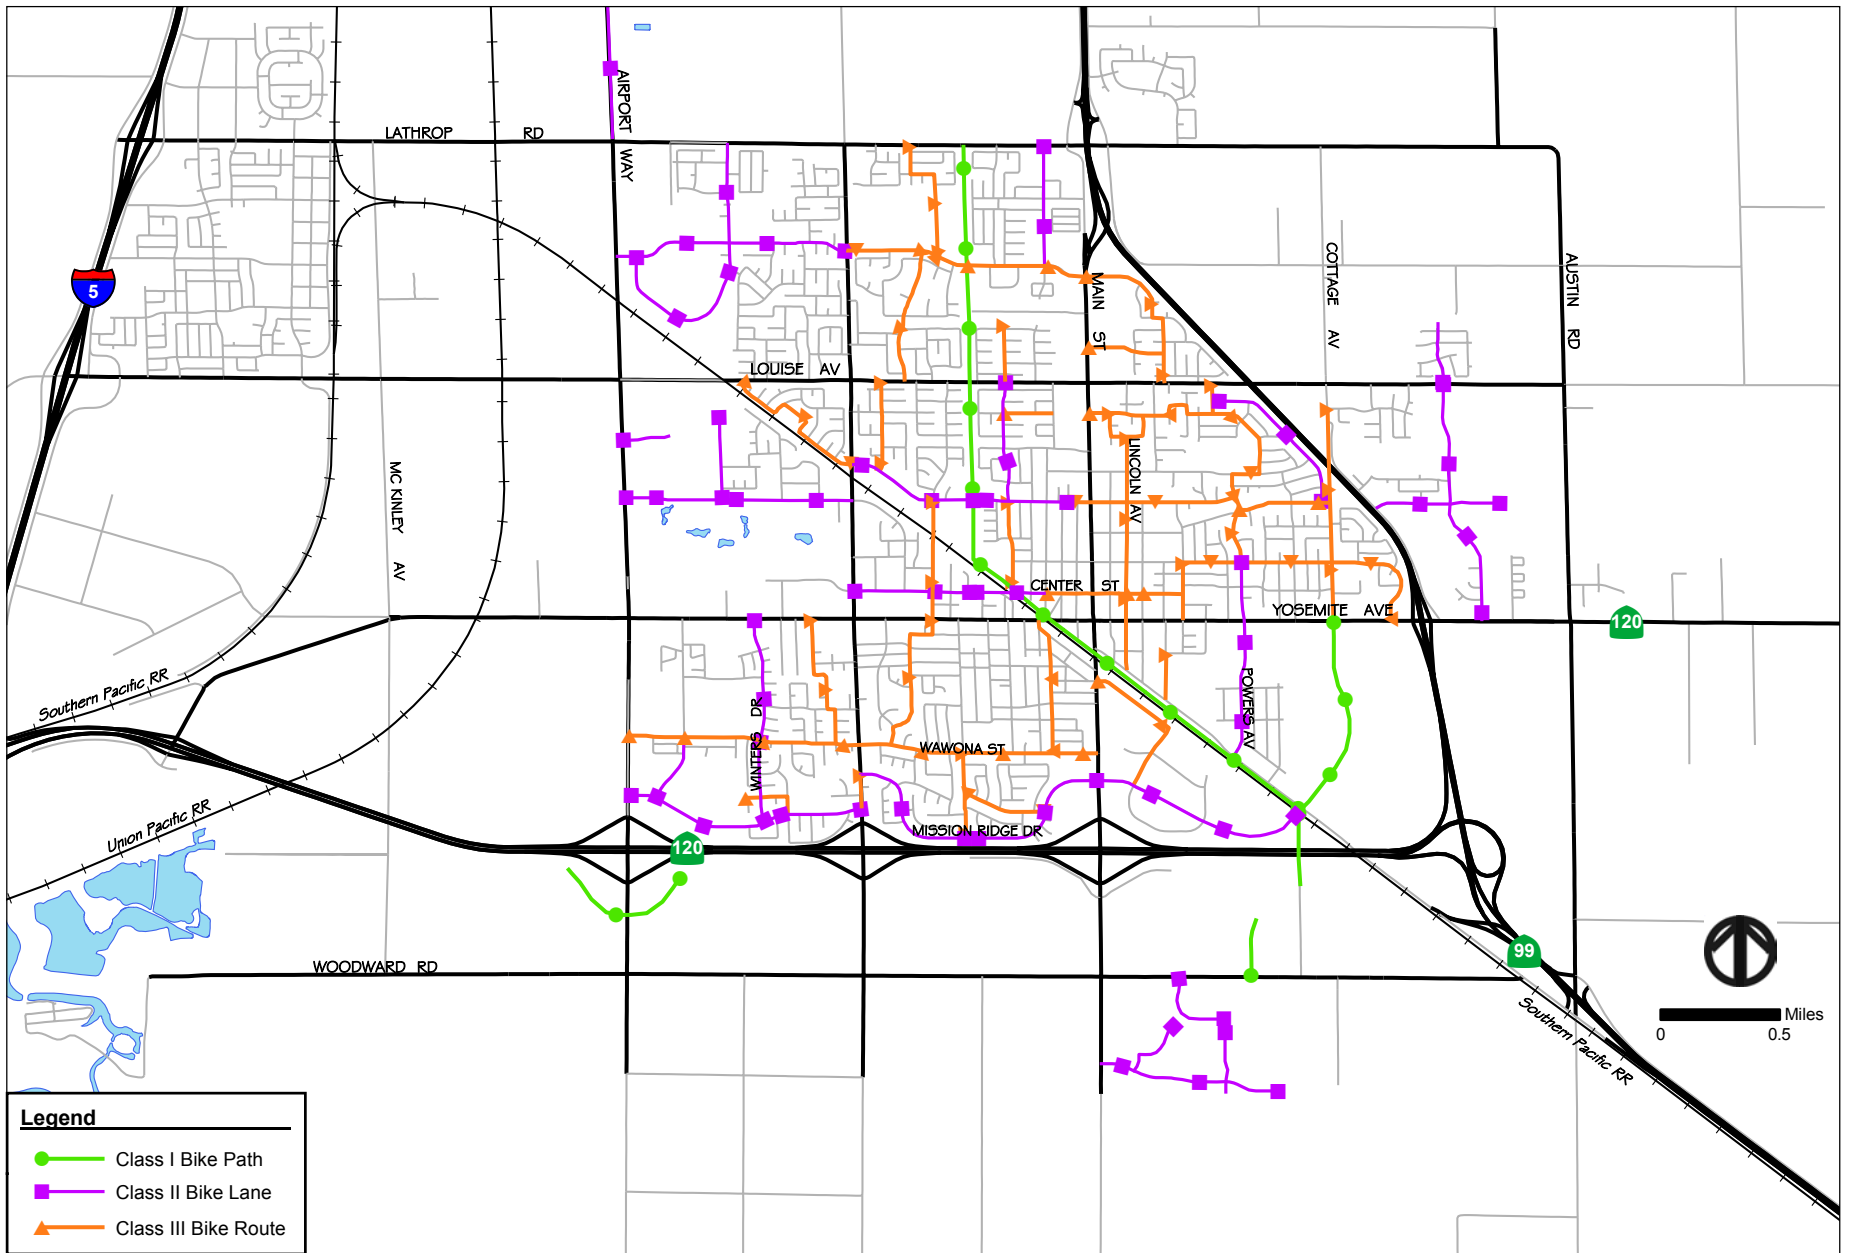 AIRPORT WAY
LATHROP RD
5
COTTAGE AV
AUSTIN RD
MAIN ST
LOUISE AV
MC KINLEY AV
LINCOLN AV
CENTER ST
YOSEMITE AVE
120
Southern Pacific RR
POWERS AV
WINTERS DR
WAWONA ST
Union Pacific RR
MISSION RIDGE DR
120
99
WOODWARD RD
Southern Pacific RR
Miles
0 0.5
Legend
Class I Bike Path
Class II Bike Lane
Class III Bike Route